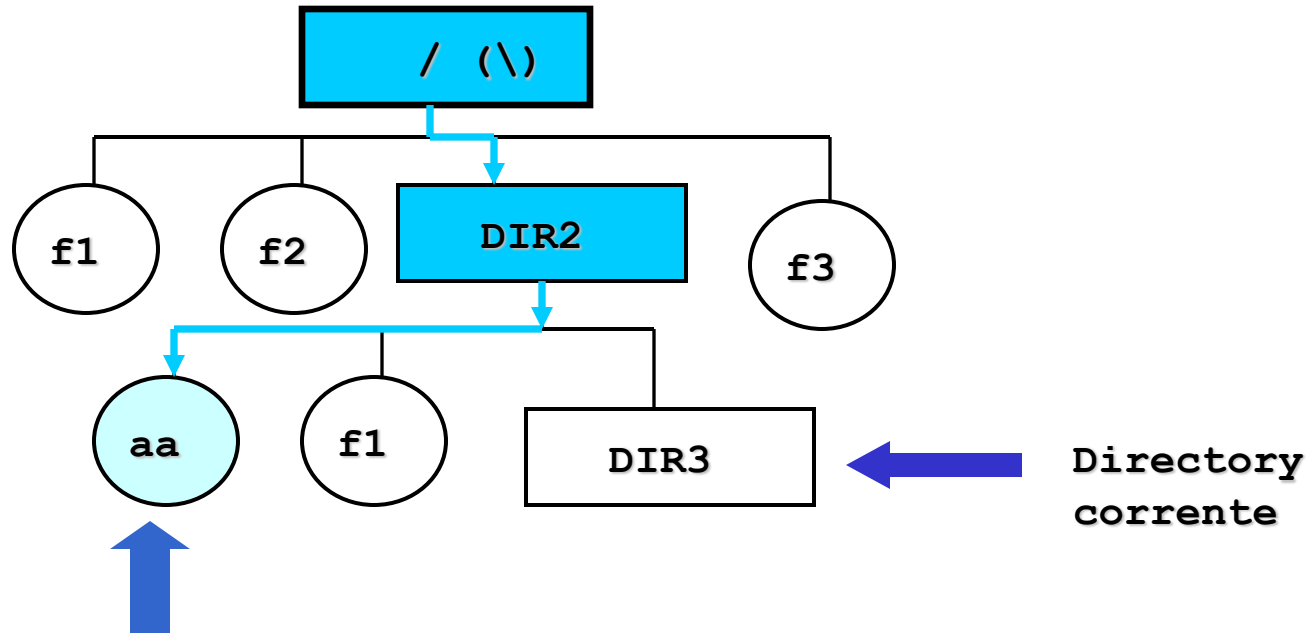 / (\)
f1
f2
DIR2
f3
aa
f1
DIR3
Directory
corrente